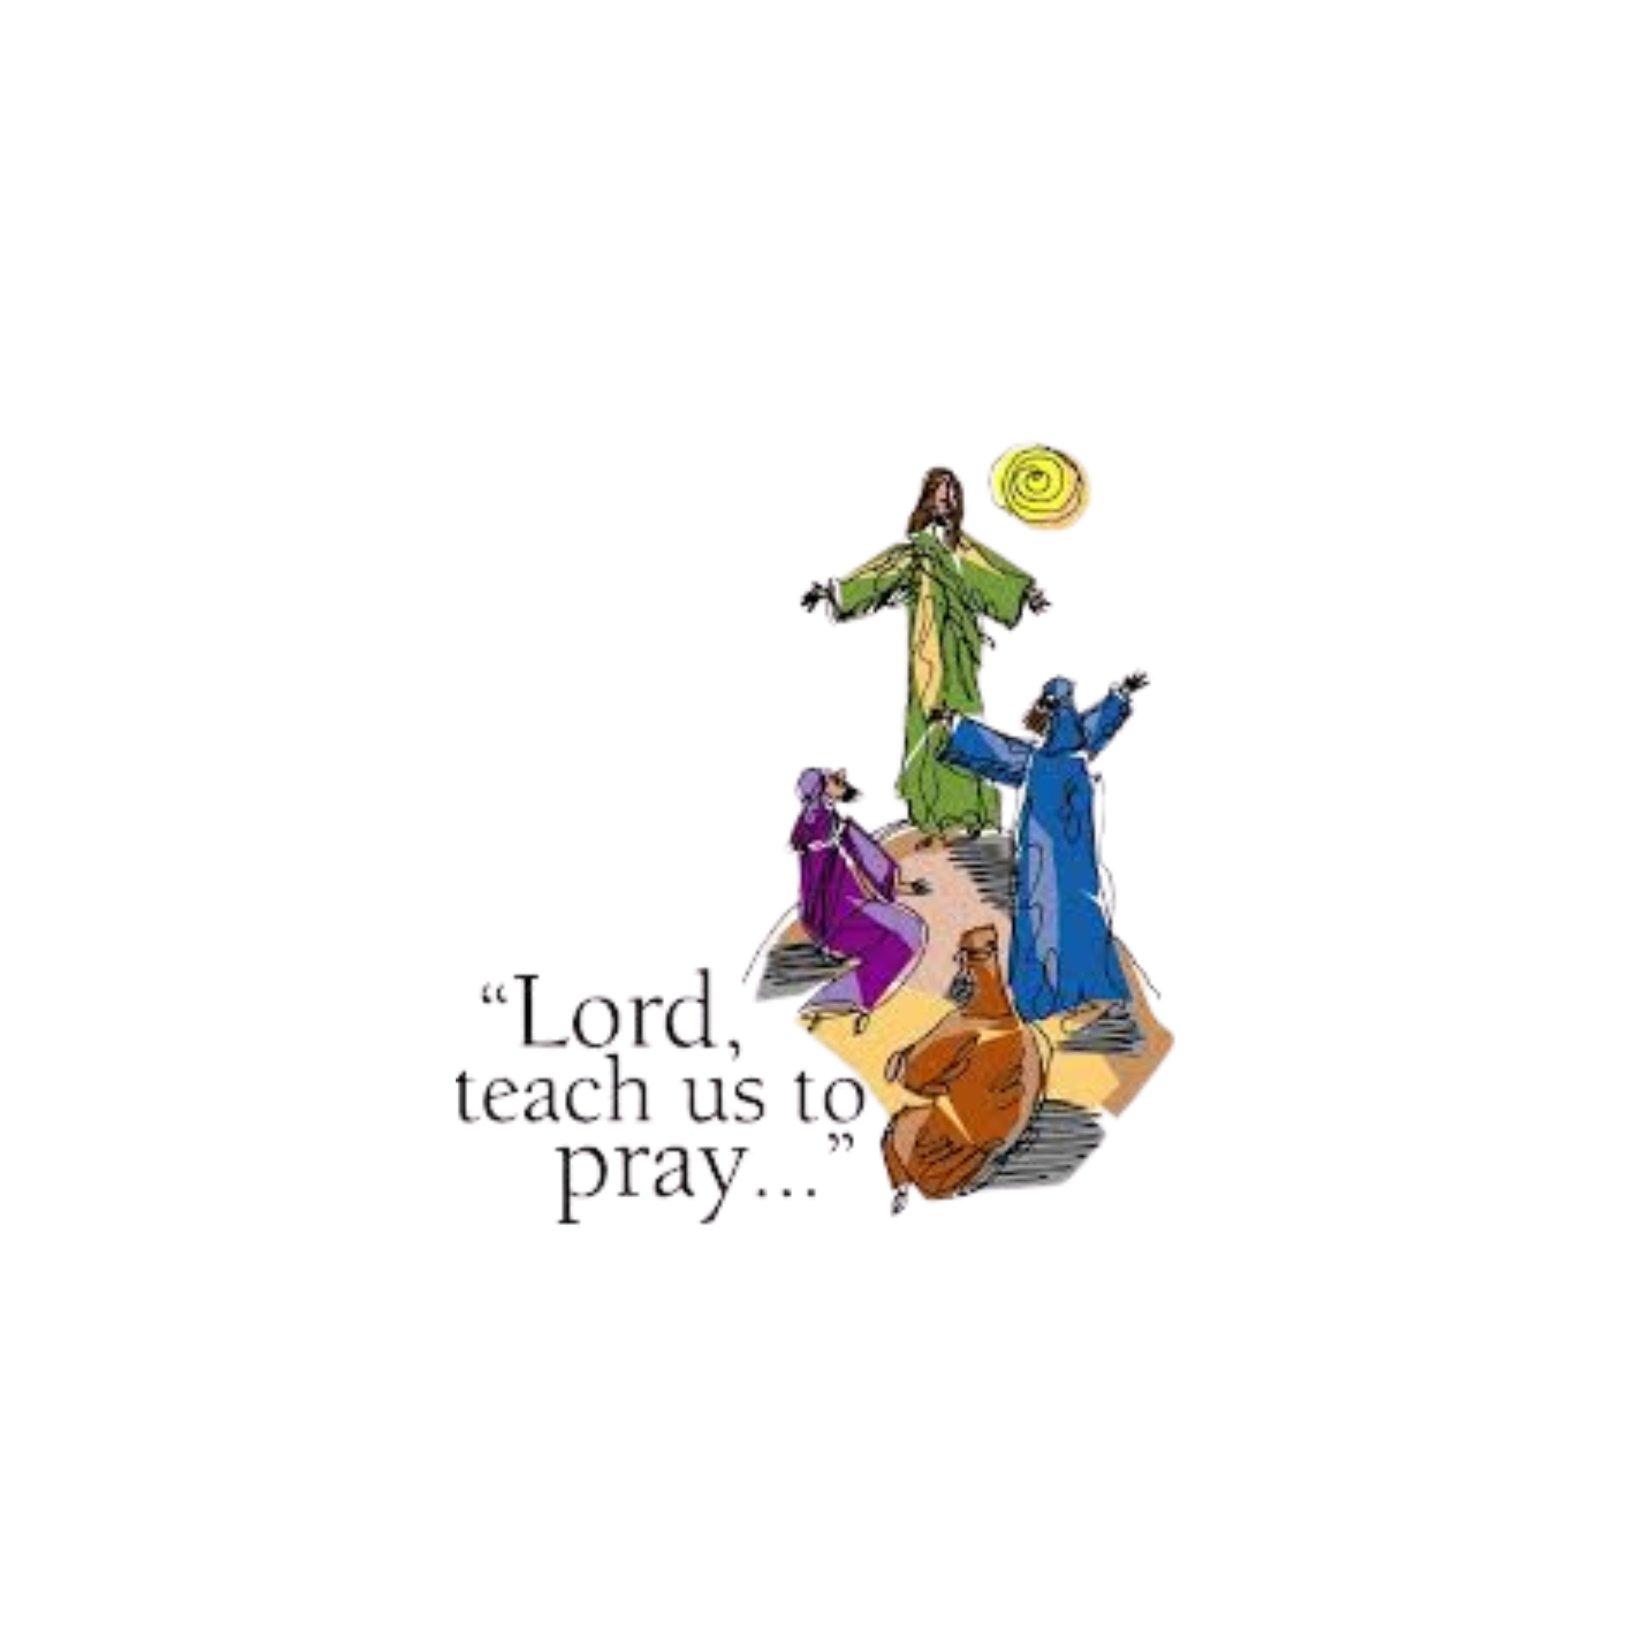 “Lord,
teach us to
pray...”